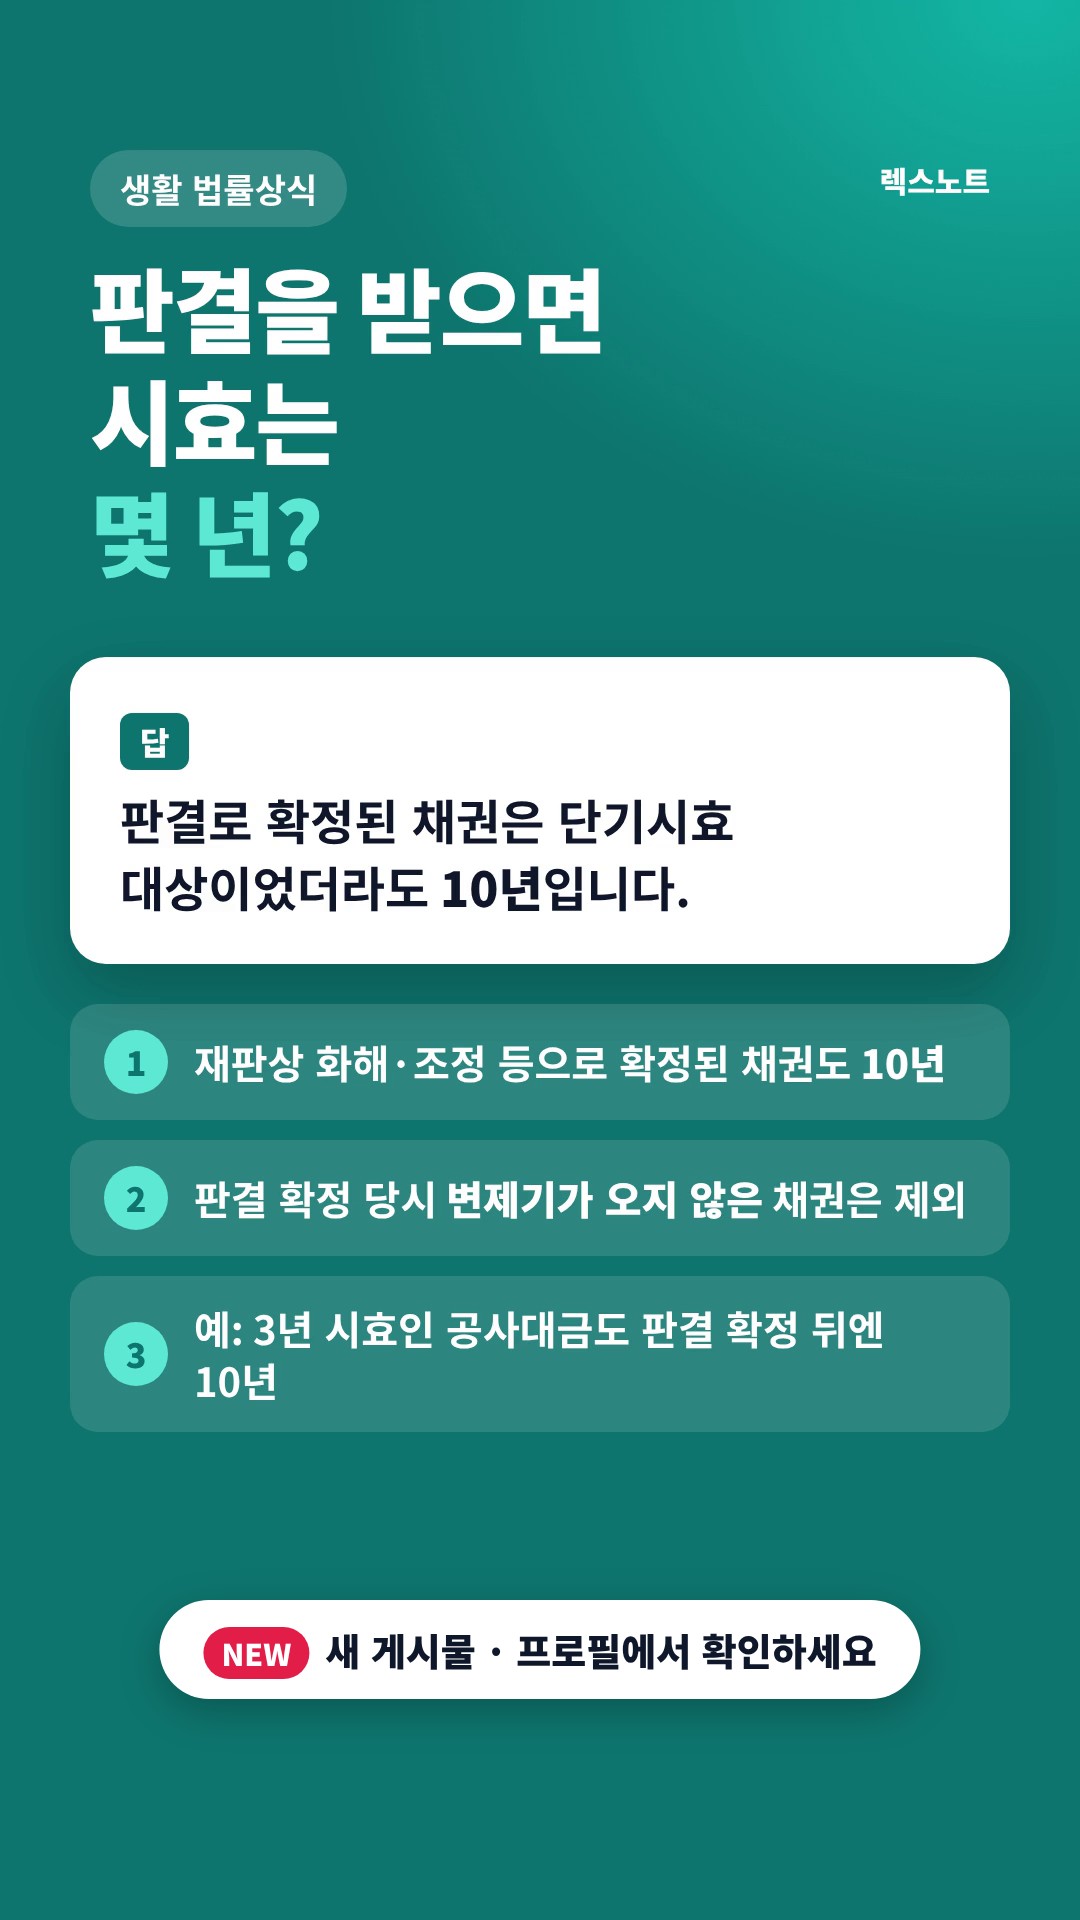 생활 법률상식
렉스노트
판결을 받으면
시효는
몇 년?
답
판결로 확정된 채권은 단기시효
대상이었더라도 10년입니다.
1 재판상 화해·조정 등으로 확정된 채권도 10년
2 판결 확정 당시 변제기가 오지 않은 채권은 제외
3 예: 3년 시효인 공사대금도 판결 확정 뒤엔
10년
NEW 새 게시물 · 프로필에서 확인하세요